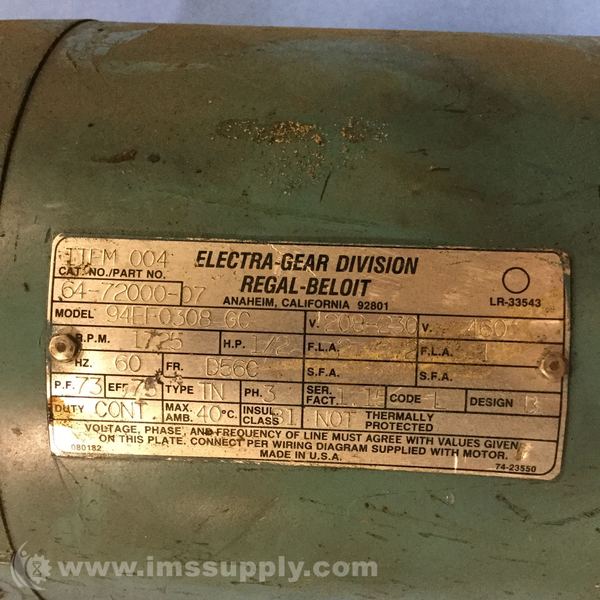 ITEM 004
CAT. NO./PART NO.
64-72000-07
ELECTRA-GEAR DIVISION
REGAL-BELOIT
ANAHEIM, CALIFORNIA 92801
LR-33543
MODEL 94EF0308-GC V. 208-230 V. 460
R.P.M. 1725 H.P. 1/2 F.L.A. F.L.A. 1
HZ. 60 FR. D56C S.F.A. S.F.A.
P.F. 73 EFF. TYPE TN PH. 3 SER. FACT. 1.15 CODE L DESIGN B
DUTY CONT MAX. AMB. 40°C. INSUL. CLASS B1 NOT THERMALLY PROTECTED
VOLTAGE, PHASE, AND FREQUENCY OF LINE MUST AGREE WITH VALUES GIVEN
ON THIS PLATE. CONNECT PER WIRING DIAGRAM SUPPLIED WITH MOTOR.
080182 MADE IN U.S.A. 74-23550
www.imssupply.com